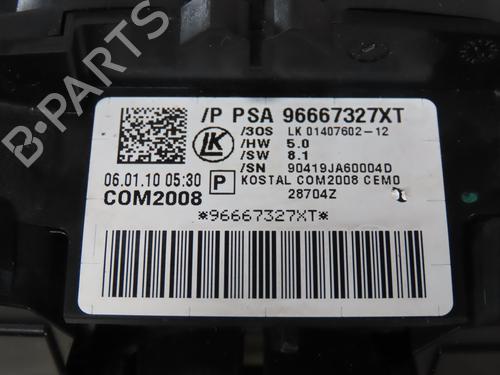 /P PSA 96667327XT
/3OS LK 01407602-12
/HW 5.0
/SW 8.1
/SN 90419JA60004D
LK
06.01.10 05:30
P KOSTAL COM2008 CEMO
COM2008
28704Z
*96667327XT*
B-PARTS